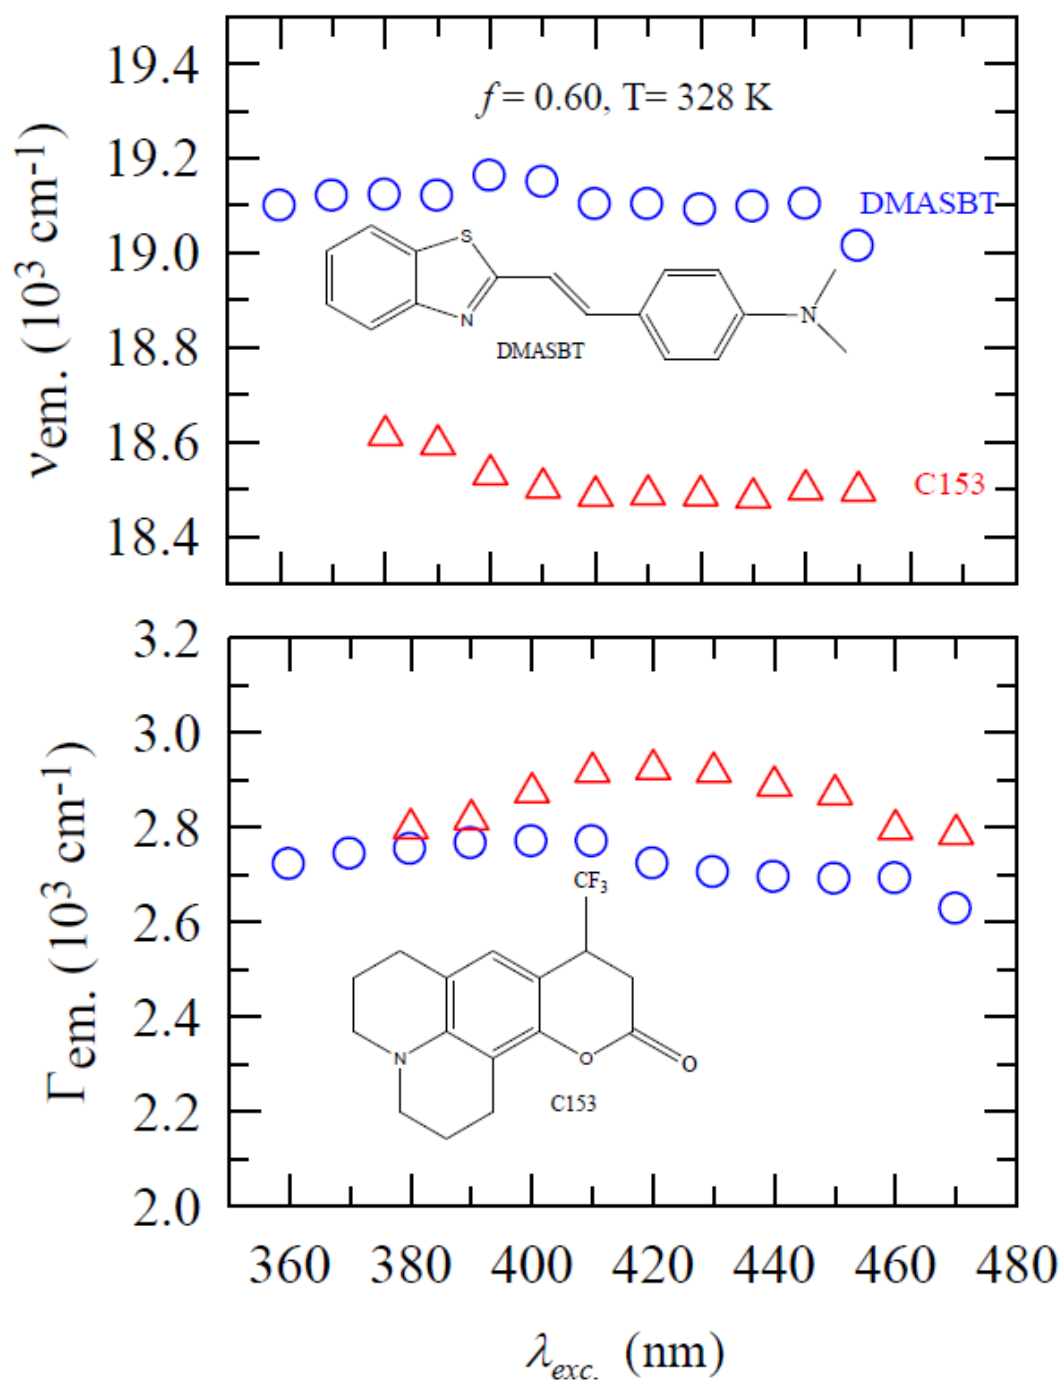 19.4
19.2
19.0
18.8
18.6
18.4
νem. (10³ cm⁻¹)
f = 0.60, T= 328 K
DMASBT
S
N
N
DMASBT
C153
3.2
3.0
2.8
2.6
2.4
2.2
2.0
Γem. (10³ cm⁻¹)
CF₃
N
O
O
C153
360 380 400 420 440 460 480
λexc. (nm)